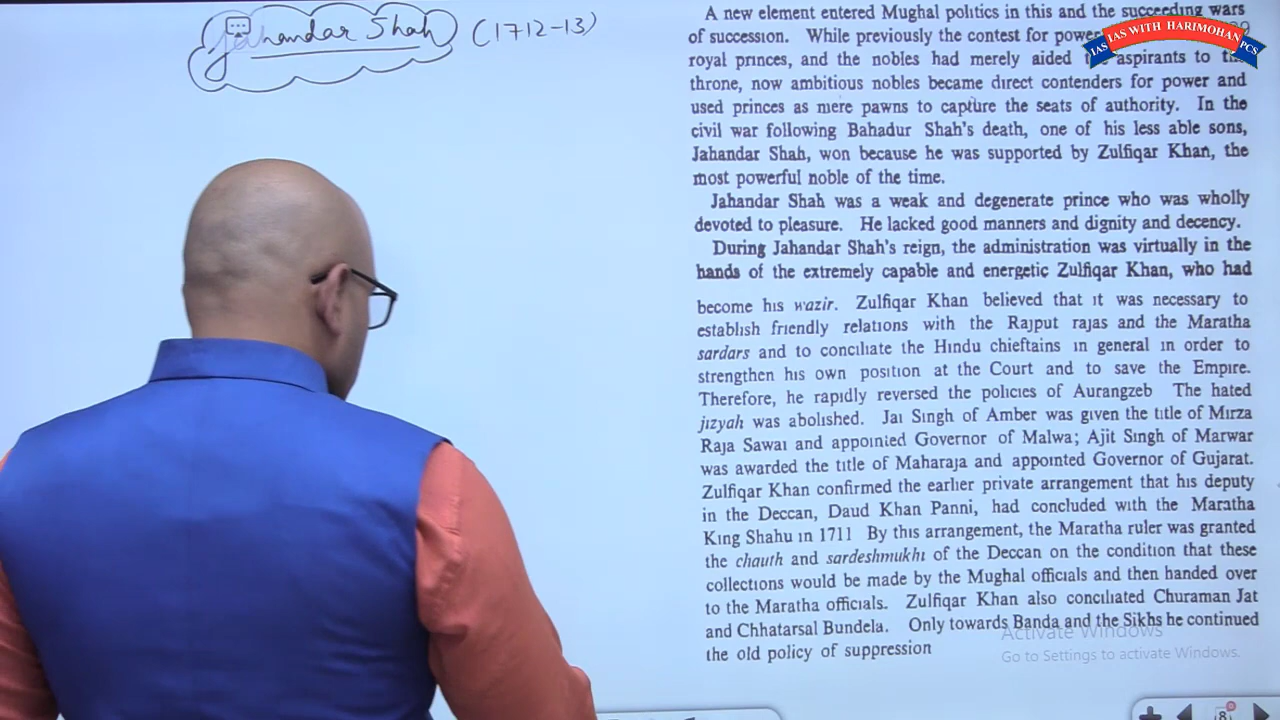 Jahandar Shah (1712-13)
A new element entered Mughal politics in this and the succeeding wars
of succession. While previously the contest for power
royal princes, and the nobles had merely aided aspirants to
throne, now ambitious nobles became direct contenders for power and
used princes as mere pawns to capture the seats of authority. In the
civil war following Bahadur Shah's death, one of his less able sons,
Jahandar Shah, won because he was supported by Zulfiqar Khan, the
most powerful noble of the time.
Jahandar Shah was a weak and degenerate prince who was wholly
devoted to pleasure. He lacked good manners and dignity and decency.
During Jahandar Shah's reign, the administration was virtually in the
hands of the extremely capable and energetic Zulfiqar Khan, who had
become his wazir. Zulfiqar Khan believed that it was necessary to
establish friendly relations with the Rajput rajas and the Maratha
sardars and to conciliate the Hindu chieftains in general in order to
strengthen his own position at the Court and to save the Empire.
Therefore, he rapidly reversed the policies of Aurangzeb The hated
jizyah was abolished. Jai Singh of Amber was given the title of Mirza
Raja Sawai and appointed Governor of Malwa; Ajit Singh of Marwar
was awarded the title of Maharaja and appointed Governor of Gujarat.
Zulfiqar Khan confirmed the earlier private arrangement that his deputy
in the Deccan, Daud Khan Panni, had concluded with the Maratha
King Shahu in 1711 By this arrangement, the Maratha ruler was granted
the chauth and sardeshmukhi of the Deccan on the condition that these
collections would be made by the Mughal officials and then handed over
to the Maratha officials. Zulfiqar Khan also conciliated Churaman Jat
and Chhatarsal Bundela. Only towards Banda and the Sikhs he continued
the old policy of suppression
IAS IAS WITH HARIMOHAN PCS
Activate Windows
Go to Settings to activate Windows.
8